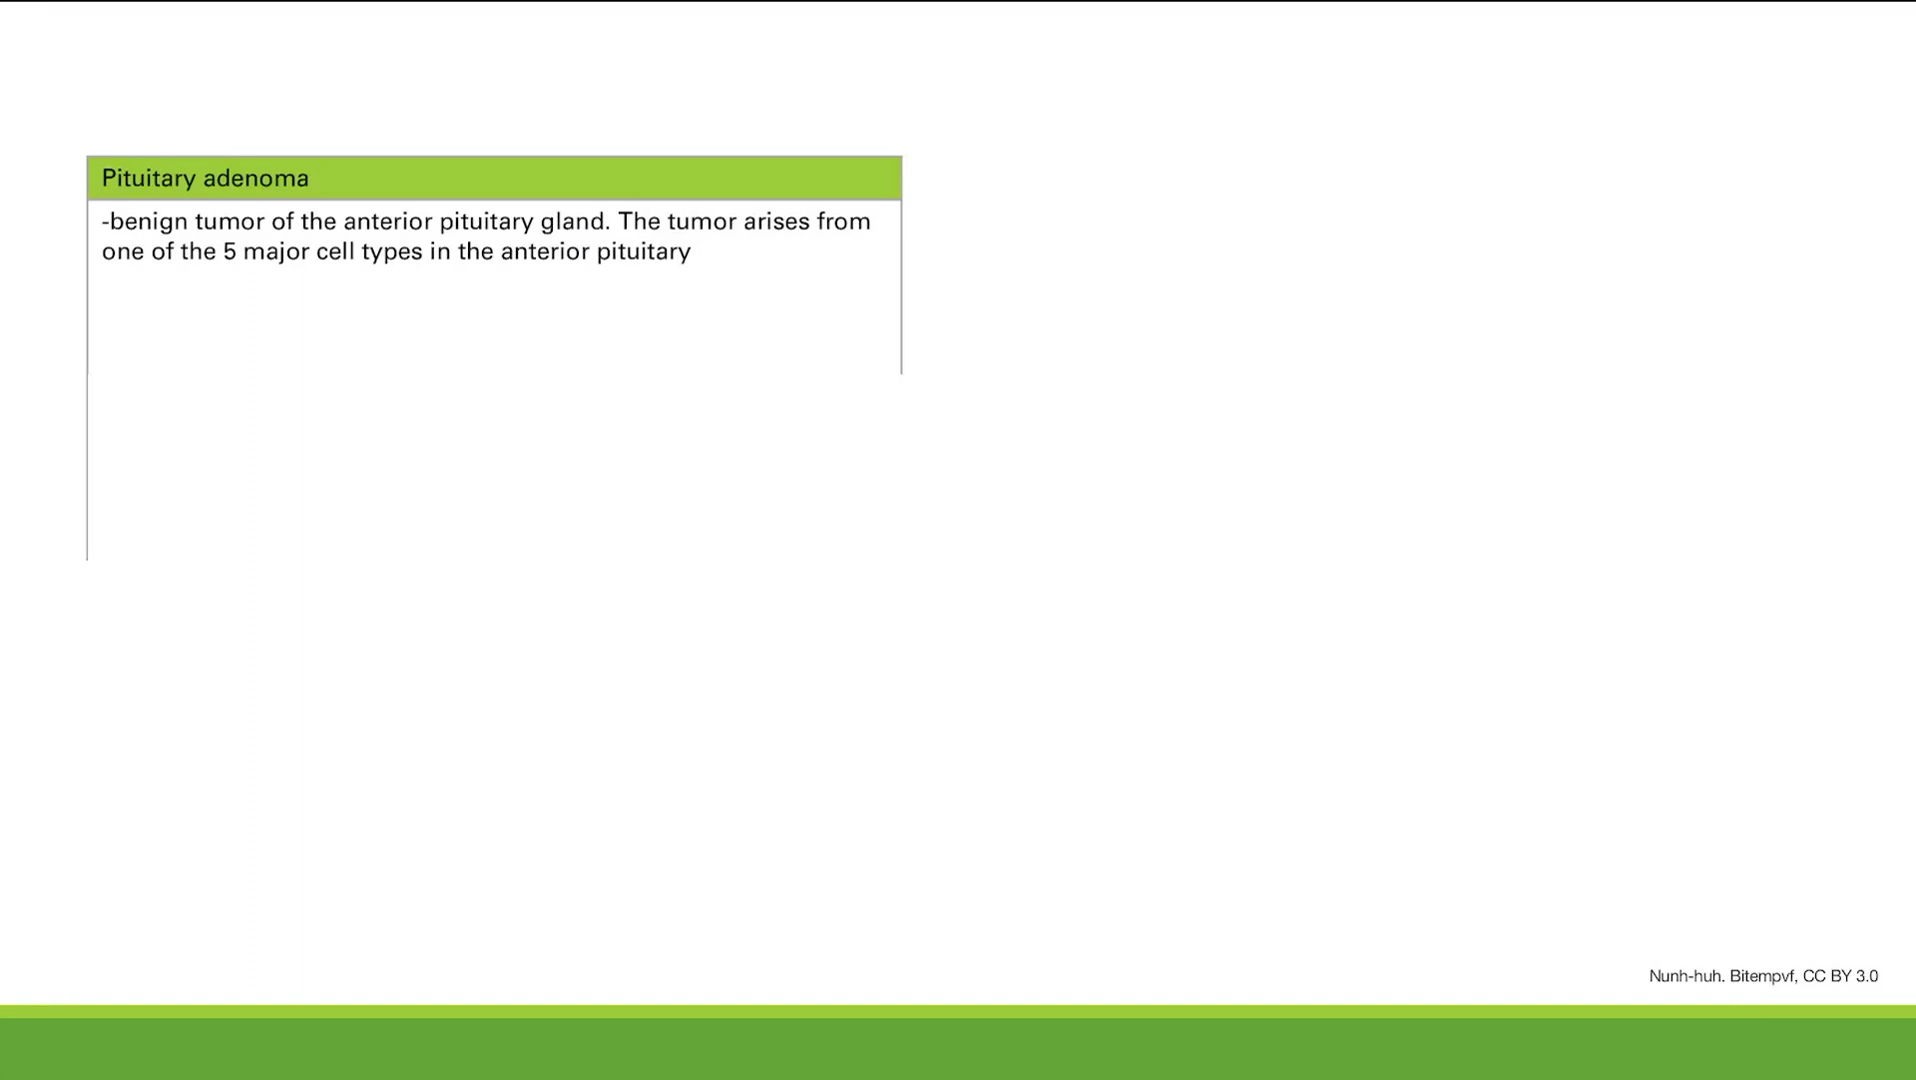 Pituitary adenoma
-benign tumor of the anterior pituitary gland. The tumor arises from
one of the 5 major cell types in the anterior pituitary
Nunh-huh. Bitempvf, CC BY 3.0